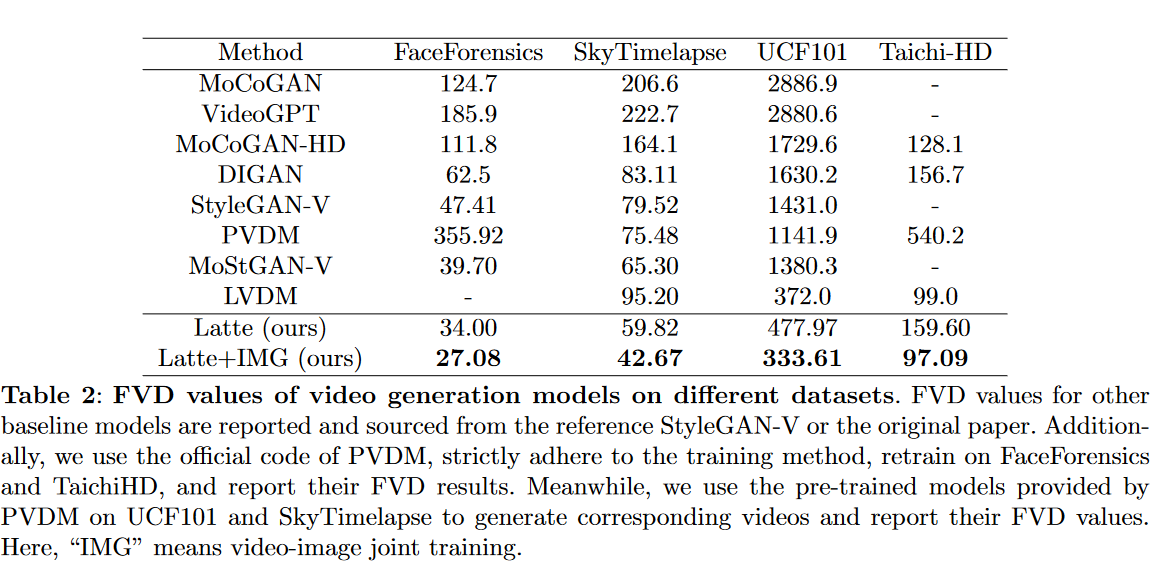 Method FaceForensics SkyTimelapse UCF101 Taichi-HD
MoCoGAN 124.7 206.6 2886.9 -
VideoGPT 185.9 222.7 2880.6 -
MoCoGAN-HD 111.8 164.1 1729.6 128.1
DIGAN 62.5 83.11 1630.2 156.7
StyleGAN-V 47.41 79.52 1431.0 -
PVDM 355.92 75.48 1141.9 540.2
MoStGAN-V 39.70 65.30 1380.3 -
LVDM - 95.20 372.0 99.0
Latte (ours) 34.00 59.82 477.97 159.60
Latte+IMG (ours) 27.08 42.67 333.61 97.09
Table 2: FVD values of video generation models on different datasets. FVD values for other
baseline models are reported and sourced from the reference StyleGAN-V or the original paper. Addition-
ally, we use the official code of PVDM, strictly adhere to the training method, retrain on FaceForensics
and TaichiHD, and report their FVD results. Meanwhile, we use the pre-trained models provided by
PVDM on UCF101 and SkyTimelapse to generate corresponding videos and report their FVD values.
Here, “IMG” means video-image joint training.